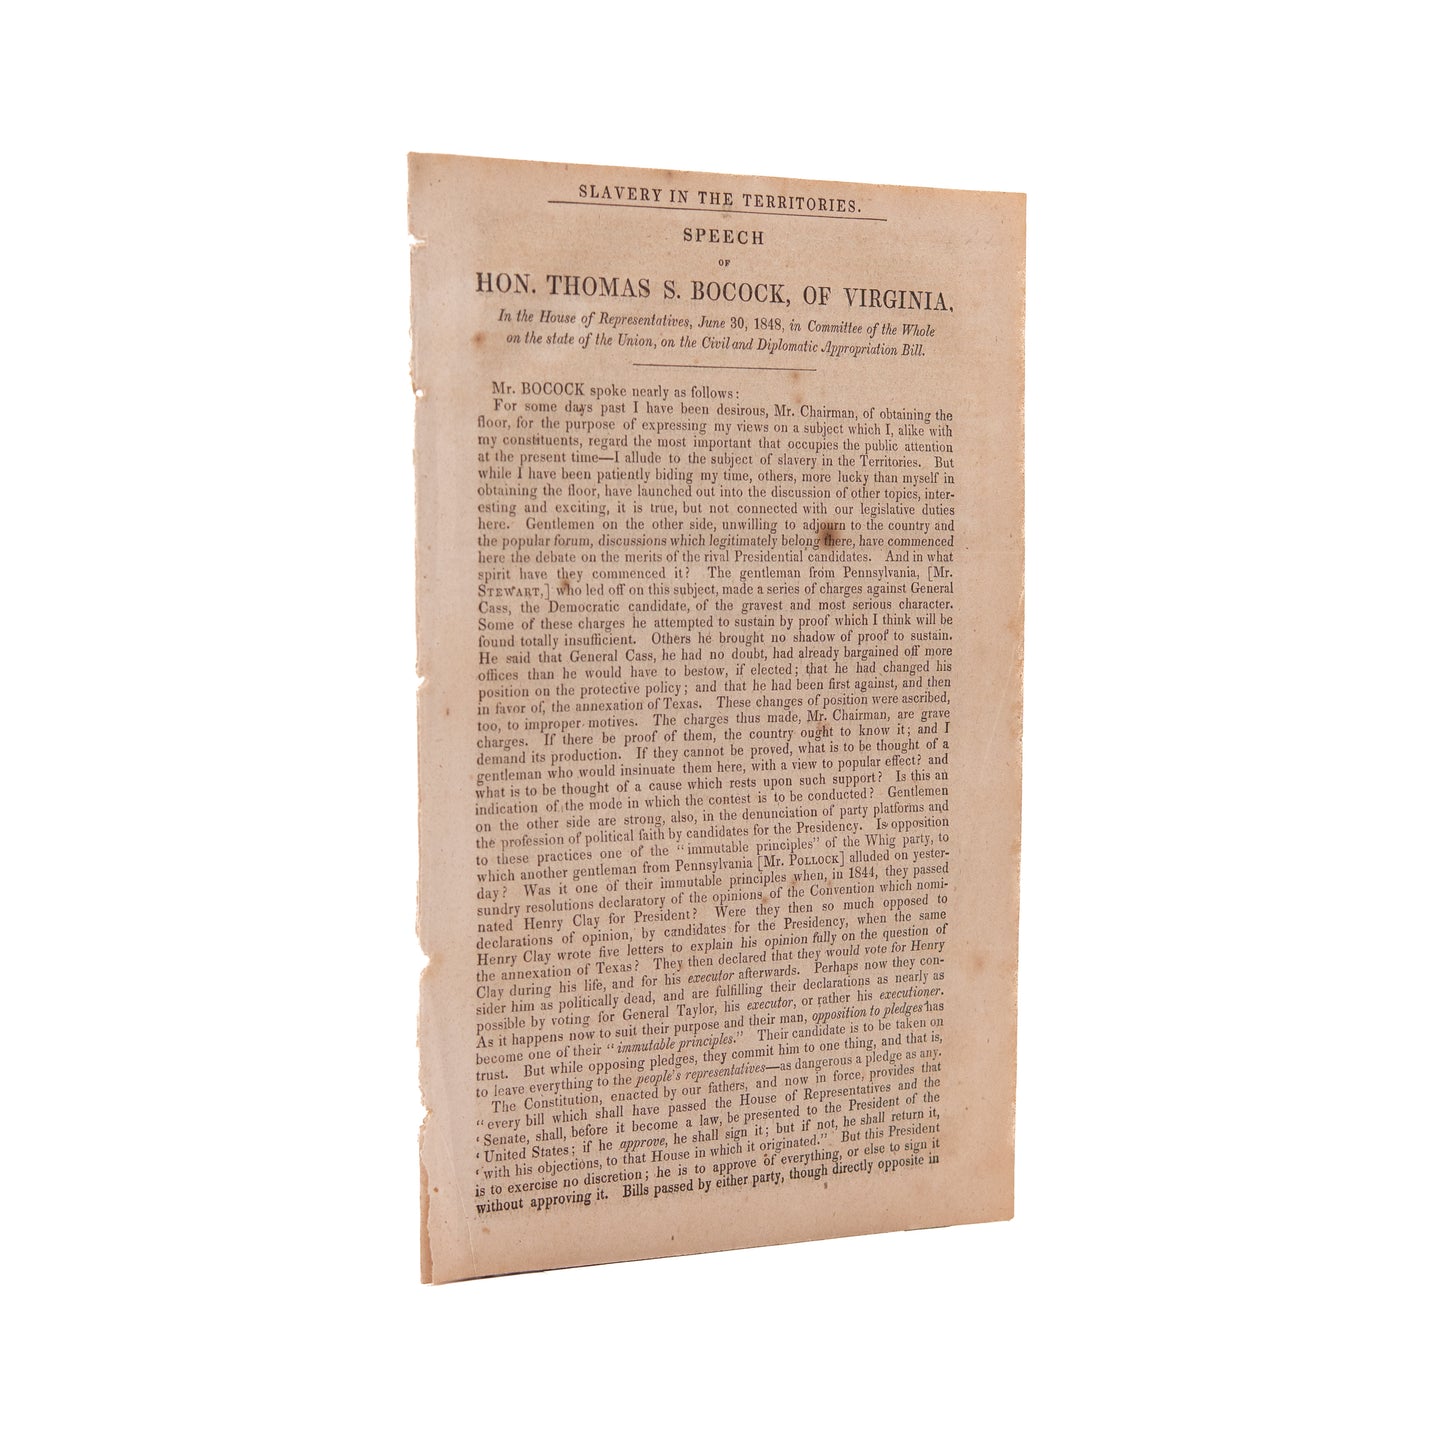 SLAVERY IN THE TERRITORIES.
SPEECH
OF
HON. THOMAS S. BOCOCK, OF VIRGINIA,
In the House of Representatives, June 30, 1848, in Committee of the Whole
on the state of the Union, on the Civil and Diplomatic Appropriation Bill.
Mr. BOCOCK spoke nearly as follows:
For some days past I have been desirous, Mr. Chairman, of obtaining the
floor, for the purpose of expressing my views on a subject which I, alike with
my constituents, regard the most important that occupies the public attention
at the present time—I allude to the subject of slavery in the Territories. But
while I have been patiently biding my time, others, more lucky than myself in
obtaining the floor, have launched out into the discussion of other topics, inter-
esting and exciting, it is true, but not connected with our legislative duties
here. Gentlemen on the other side, unwilling to adjourn to the country and
the popular forum, discussions which legitimately belong there, have commenced
here the debate on the merits of the rival Presidential candidates. And in what
spirit have they commenced it? The gentleman from Pennsylvania, [Mr.
STEWART,] who led off on this subject, made a series of charges against General
Cass, the Democratic candidate, of the gravest and most serious character.
Some of these charges he attempted to sustain by proof which I think will be
found totally insufficient. Others he brought no shadow of proof to sustain.
He said that General Cass, he had no doubt, had already bargained off more
offices than he would have to bestow, if elected; that he had changed his
position on the protective policy; and that he had been first against, and then
in favor of, the annexation of Texas. These changes of position were ascribed,
too, to improper motives. The charges thus made, Mr. Chairman, are grave
charges. If there be proof of them, the country ought to know it; and I
demand its production. If they cannot be proved, what is to be thought of a
gentleman who would insinuate them here, with a view to popular effect? and
what is to be thought of a cause which rests upon such support? Is this an
indication of the mode in which the contest is to be conducted? Gentlemen
on the other side are strong, also, in the denunciation of party platforms and
the profession of political faith by candidates for the Presidency. Is opposition
to these practices one of the "immutable principles" of the Whig party, to
which another gentleman from Pennsylvania [Mr. POLLOCK] alluded on yester-
day? Was it one of their immutable principles when, in 1844, they passed
sundry resolutions declaratory of the opinions of the Convention which nomi-
nated Henry Clay for President? Were they then so much opposed to
declarations of opinion, by candidates for the Presidency, when the same
Henry Clay wrote five letters to explain his opinion fully on the question of
the annexation of Texas? They then declared that they would vote for Henry
Clay during his life, and for his executor afterwards. Perhaps now they con-
sider him as politically dead, and are fulfilling their declarations as nearly as
possible by voting for General Taylor, his executor, or rather his executioner.
As it happens now to suit their purpose and their man, opposition to pledges has
become one of their "immutable principles." Their candidate is to be taken on
trust. But while opposing pledges, they commit him to one thing, and that is,
to leave everything to the people's representatives—as dangerous a pledge as any.
The Constitution, enacted by our fathers, and now in force, provides that
"every bill which shall have passed the House of Representatives and the
'Senate, shall, before it become a law, be presented to the President of the
'United States; if he approve, he shall sign it; but if not, he shall return it,
'with his objections, to that House in which it originated." But this President
is to exercise no discretion; he is to approve of everything, or else to sign it
without approving it. Bills passed by either party, though directly opposite in